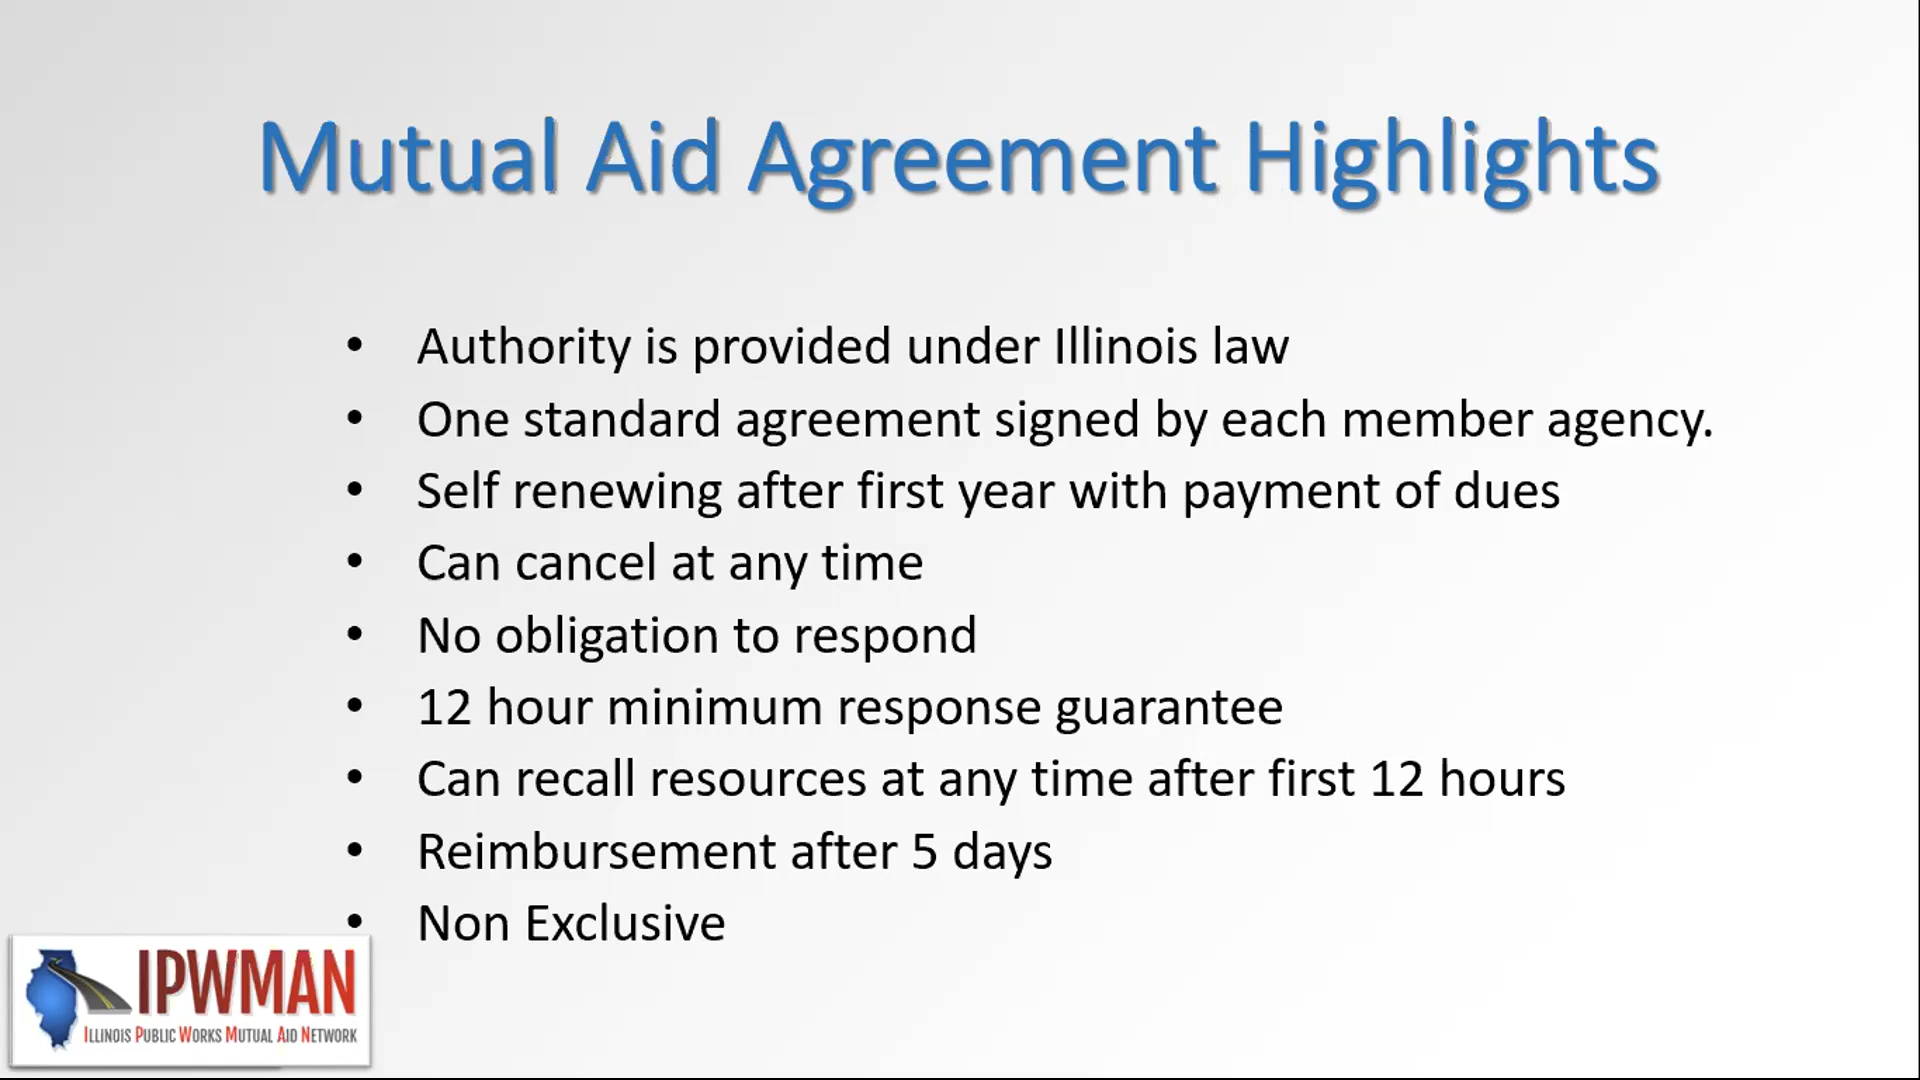 Mutual Aid Agreement Highlights
• Authority is provided under Illinois law
• One standard agreement signed by each member agency.
• Self renewing after first year with payment of dues
• Can cancel at any time
• No obligation to respond
• 12 hour minimum response guarantee
• Can recall resources at any time after first 12 hours
• Reimbursement after 5 days
• Non Exclusive
IPWMAN
ILLINOIS PUBLIC WORKS MUTUAL AID NETWORK